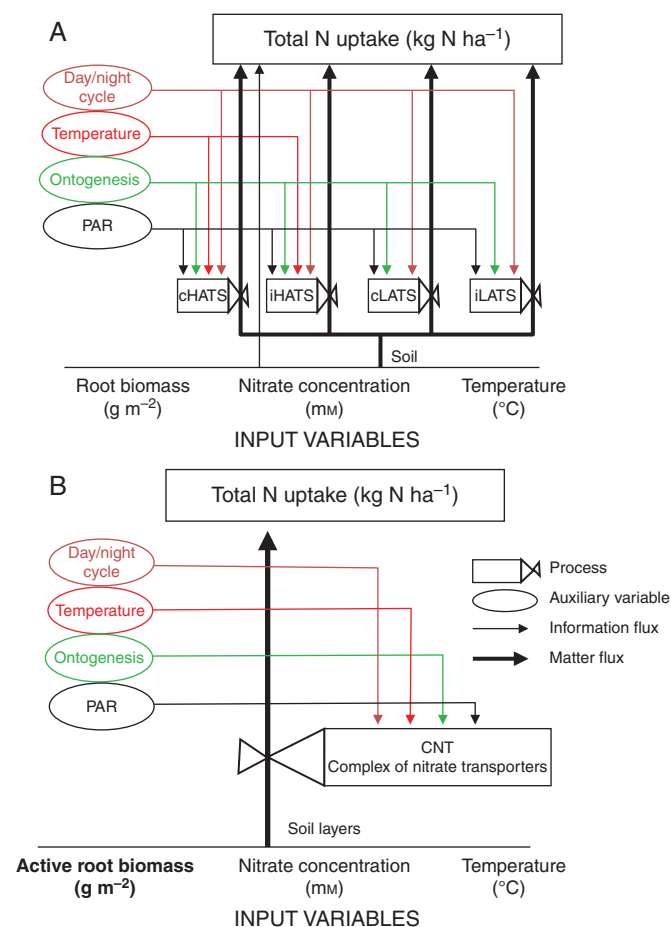 A
Total N uptake (kg N ha⁻¹)
Day/night
cycle
Temperature
Ontogenesis
PAR
cHATS
iHATS
cLATS
iLATS
Soil
Root biomass
(g m⁻²)
Nitrate concentration
(mM)
Temperature
(°C)
INPUT VARIABLES
B
Total N uptake (kg N ha⁻¹)
Day/night
cycle
Temperature
Ontogenesis
PAR
Process
Auxiliary variable
Information flux
Matter flux
CNT
Complex of nitrate transporters
Soil layers
Active root biomass
(g m⁻²)
Nitrate concentration
(mM)
Temperature
(°C)
INPUT VARIABLES